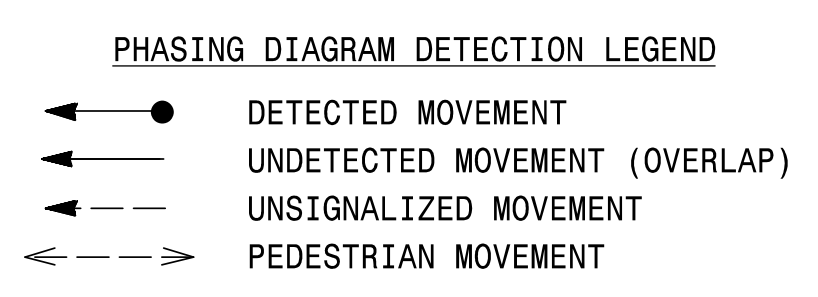 PHASING DIAGRAM DETECTION LEGEND
DETECTED MOVEMENT
UNDETECTED MOVEMENT (OVERLAP)
UNSIGNALIZED MOVEMENT
PEDESTRIAN MOVEMENT